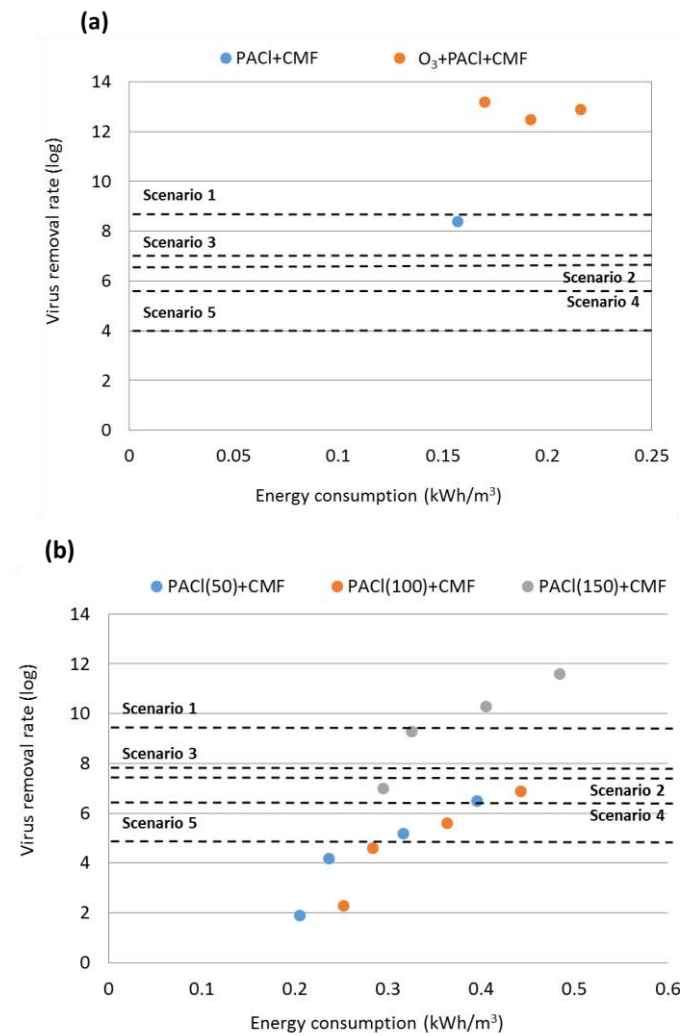 (a)
PACl+CMF O₃+PACl+CMF
14
12
10
8
6
4
2
0
Virus removal rate (log)
Scenario 1
Scenario 3
Scenario 2
Scenario 4
Scenario 5
0 0.05 0.1 0.15 0.2 0.25
Energy consumption (kWh/m³)
(b)
PACl(50)+CMF PACl(100)+CMF PACl(150)+CMF
14
12
10
8
6
4
2
0
Virus removal rate (log)
Scenario 1
Scenario 3
Scenario 2
Scenario 4
Scenario 5
0 0.1 0.2 0.3 0.4 0.5 0.6
Energy consumption (kWh/m³)